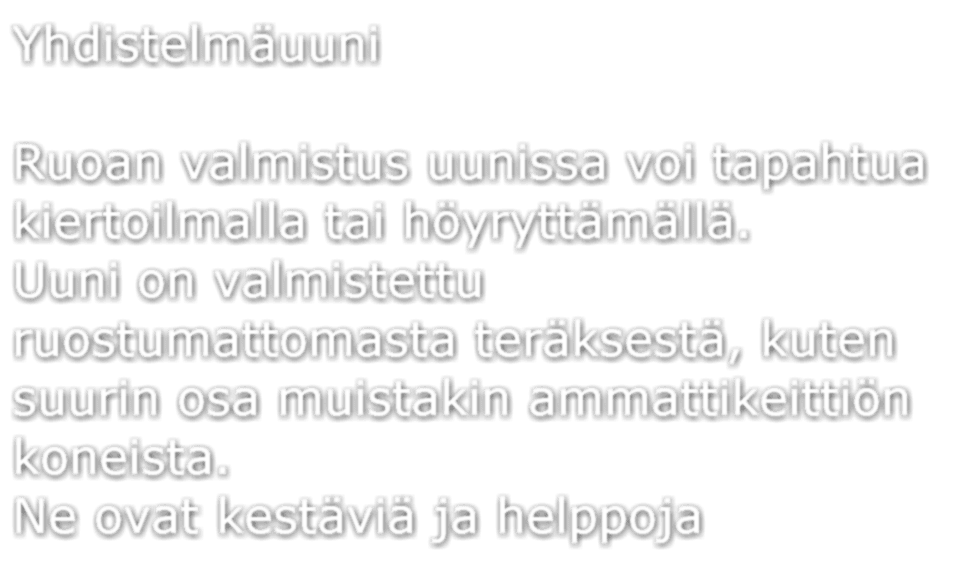 Yhdistelmäuuni
Ruoan valmistus uunissa voi tapahtua
kiertoilmalla tai höyryttämällä.
Uuni on valmistettu
ruostumattomasta teräksestä, kuten
suurin osa muistakin ammattikeittiön
koneista.
Ne ovat kestäviä ja helppoja